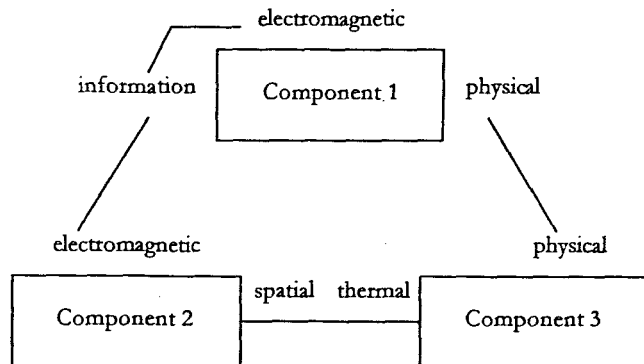 electromagnetic
information
Component 1
physical
electromagnetic
physical
spatial thermal
Component 2
Component 3